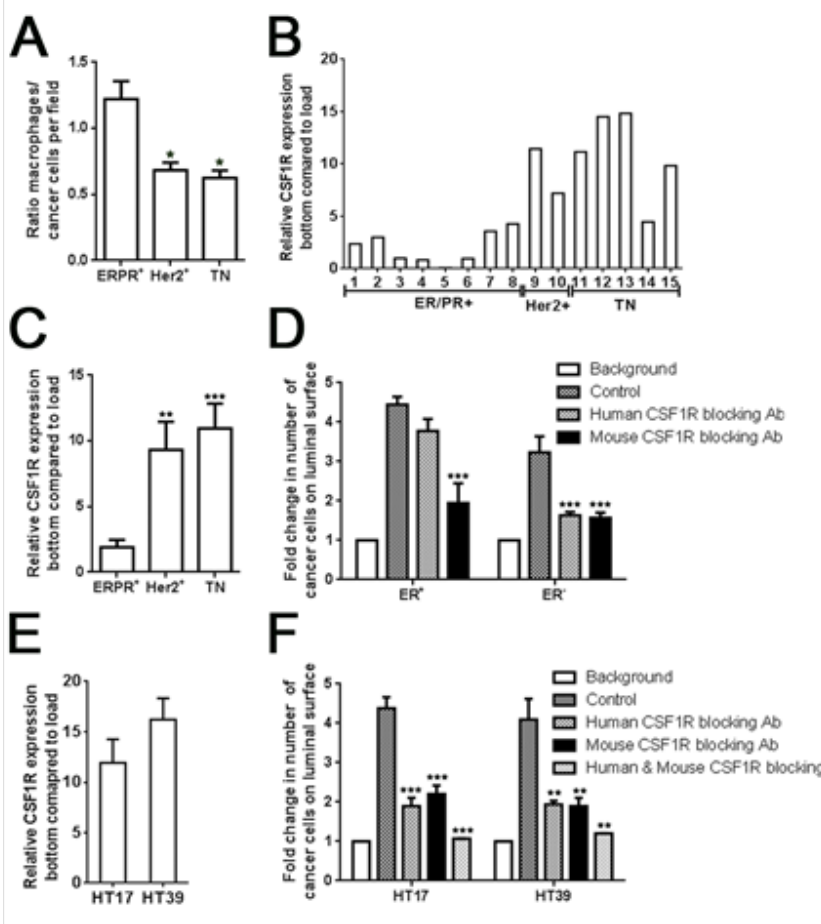 A
Ratio macrophages/
cancer cells per field
1.5
1.0
0.5
0.0
*
*
ERPR⁺
Her2⁺
TN
B
Relative CSF1R expression
bottom comared to load
20
15
10
5
0
1 2 3 4 5 6 7 8 9 10 11 12 13 14 15
ER/PR+
Her2+
TN
C
Relative CSF1R expression
bottom compared to load
15
10
5
0
**
***
ERPR⁺
Her2⁺
TN
D
Background
Control
Human CSF1R blocking Ab
Mouse CSF1R blocking Ab
Fold change in number of
cancer cells on luminal surface
5
4
3
2
1
0
***
***
***
ER⁺
ER⁻
E
Relative CSF1R expression
bottom comapred to load
20
15
10
5
0
HT17
HT39
F
Background
Control
Human CSF1R blocking Ab
Mouse CSF1R blocking Ab
Human & Mouse CSF1R blocking
Fold change in number of
cancer cells on luminal surface
5
4
3
2
1
0
***
***
***
**
**
**
HT17
HT39